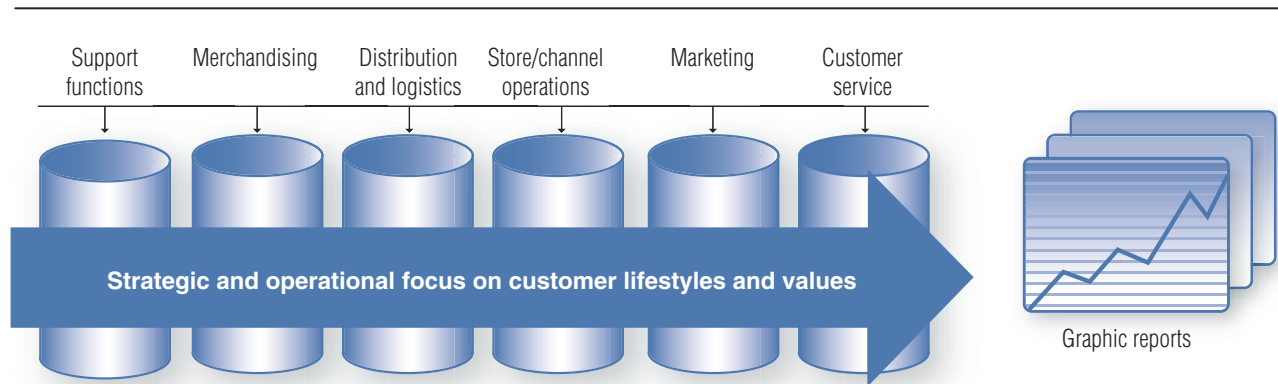 Support
functions
Merchandising
Distribution
and logistics
Store/channel
operations
Marketing
Customer
service
Strategic and operational focus on customer lifestyles and values
Graphic reports